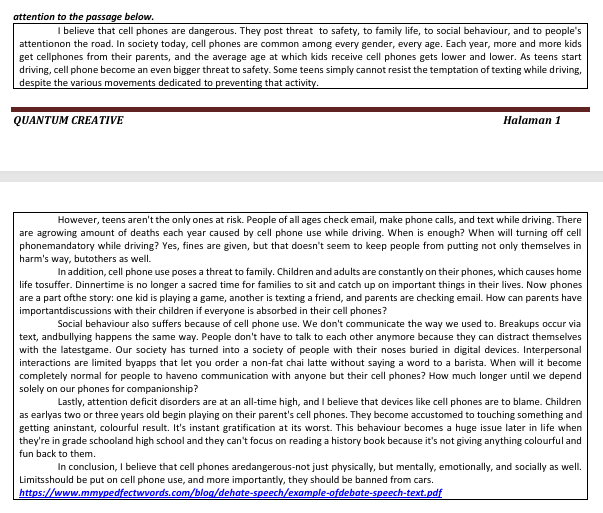 attention to the passage below.
I believe that cell phones are dangerous. They post threat to safety, to family life, to social behaviour, and to people's
attentionon the road. In society today, cell phones are common among every gender, every age. Each year, more and more kids
get cellphones from their parents, and the average age at which kids receive cell phones gets lower and lower. As teens start
driving, cell phone become an even bigger threat to safety. Some teens simply cannot resist the temptation of texting while driving,
despite the various movements dedicated to preventing that activity.
QUANTUM CREATIVE Halaman 1
However, teens aren't the only ones at risk. People of all ages check email, make phone calls, and text while driving. There
are agrowing amount of deaths each year caused by cell phone use while driving. When is enough? When will turning off cell
phonemandatory while driving? Yes, fines are given, but that doesn't seem to keep people from putting not only themselves in
harm's way, butothers as well.
In addition, cell phone use poses a threat to family. Children and adults are constantly on their phones, which causes home
life tosuffer. Dinnertime is no longer a sacred time for families to sit and catch up on important things in their lives. Now phones
are a part ofthe story: one kid is playing a game, another is texting a friend, and parents are checking email. How can parents have
importantdiscussions with their children if everyone is absorbed in their cell phones?
Social behaviour also suffers because of cell phone use. We don't communicate the way we used to. Breakups occur via
text, andbullying happens the same way. People don't have to talk to each other anymore because they can distract themselves
with the latestgame. Our society has turned into a society of people with their noses buried in digital devices. Interpersonal
interactions are limited byapps that let you order a non-fat chai latte without saying a word to a barista. When will it become
completely normal for people to haveno communication with anyone but their cell phones? How much longer until we depend
solely on our phones for companionship?
Lastly, attention deficit disorders are at an all-time high, and I believe that devices like cell phones are to blame. Children
as earlyas two or three years old begin playing on their parent's cell phones. They become accustomed to touching something and
getting aninstant, colourful result. It's instant gratification at its worst. This behaviour becomes a huge issue later in life when
they're in grade schooland high school and they can't focus on reading a history book because it's not giving anything colourful and
fun back to them.
In conclusion, I believe that cell phones aredangerous-not just physically, but mentally, emotionally, and socially as well.
Limitsshould be put on cell phone use, and more importantly, they should be banned from cars.
https://www.mmypedfectwvords.com/blog/dehate-speech/example-ofdebate-speech-text.pdf